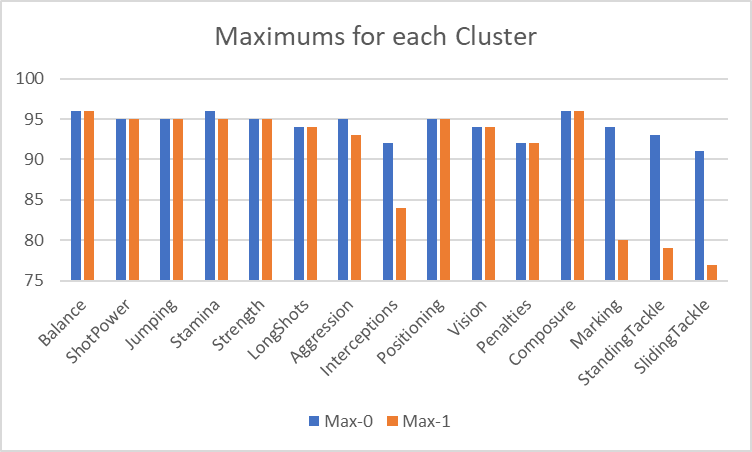 Maximums for each Cluster
100
95
90
85
80
75
Balance
ShotPower
Jumping
Stamina
Strength
LongShots
Aggression
Interceptions
Positioning
Vision
Penalties
Composure
Marking
StandingTackle
SlidingTackle
Max-0 Max-1